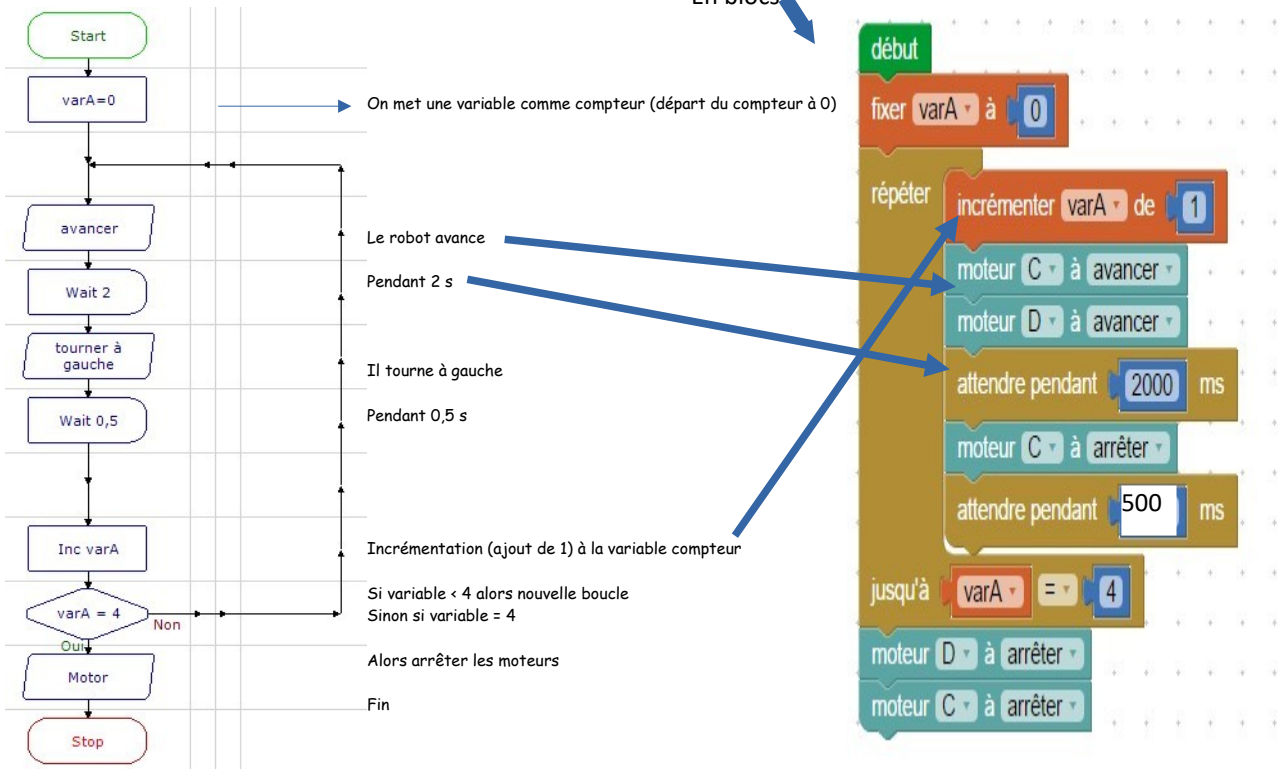 En blocs
Start
varA=0
avancer
Wait 2
tourner à
gauche
Wait 0,5
Inc varA
varA = 4
Non
Oui
Motor
Stop
On met une variable comme compteur (départ du compteur à 0)
Le robot avance
Pendant 2 s
Il tourne à gauche
Pendant 0,5 s
Incrémentation (ajout de 1) à la variable compteur
Si variable < 4 alors nouvelle boucle
Sinon si variable = 4
Alors arrêter les moteurs
Fin
début
fixer varA à 0
répéter
incrémenter varA de 1
moteur C à avancer
moteur D à avancer
attendre pendant 2000 ms
moteur C à arrêter
attendre pendant 500 ms
jusqu'à varA = 4
moteur D à arrêter
moteur C à arrêter